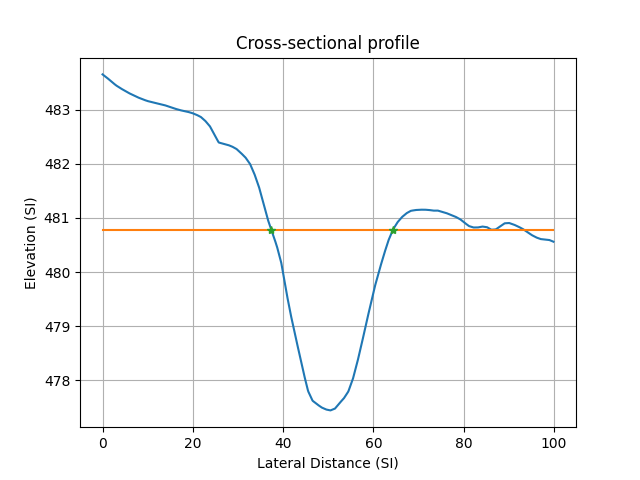 Cross-sectional profile
Elevation (SI)
483
482
481
480
479
478
0 20 40 60 80 100
Lateral Distance (SI)